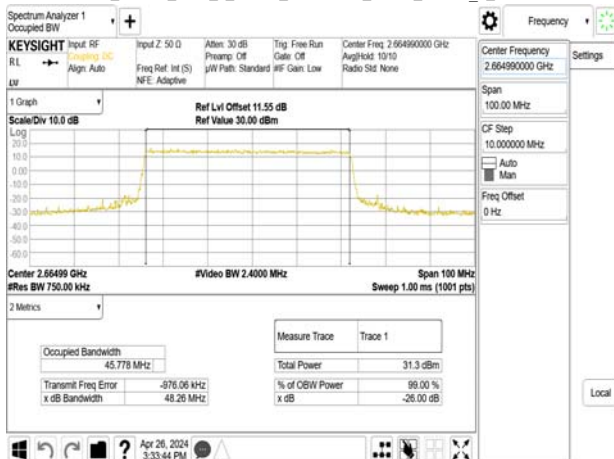 Spectrum Analyzer 1
Occupied BW
Frequency
KEYSIGHT
Input: RF
Coupling: DC
Align: Auto
Input Z: 50 Ω
Freq Ref: Int (S)
NFE: Adaptive
Atten: 30 dB
Preamp: Off
µW Path: Standard
Trig: Free Run
Gate: Off
#IF Gain: Low
Center Freq: 2.664990000 GHz
Avg|Hold: 10/10
Radio Std: None
RL
Center Frequency
2.664990000 GHz
Settings
Span
100.00 MHz
CF Step
10.000000 MHz
Auto
Man
Freq Offset
0 Hz
1 Graph
Scale/Div 10.0 dB
Ref Lvl Offset 11.55 dB
Ref Value 30.00 dBm
Log
20.0
10.0
0.00
-10.0
-20.0
-30.0
-40.0
-50.0
-60.0
Center 2.66499 GHz
#Video BW 2.4000 MHz
Span 100 MHz
#Res BW 750.00 kHz
Sweep 1.00 ms (1001 pts)
2 Metrics
Measure Trace
Trace 1
Occupied Bandwidth
45.778 MHz
Total Power
31.3 dBm
Transmit Freq Error
-976.06 kHz
% of OBW Power
99.00 %
x dB Bandwidth
48.26 MHz
x dB
-26.00 dB
Local
?
Apr 26, 2024
3:33:44 PM